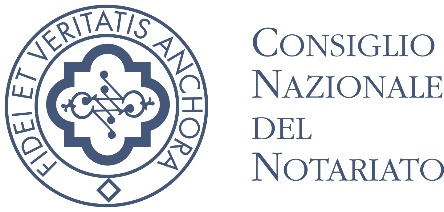 FIDEI ET VERITATIS ANCHORA
CONSIGLIO
NAZIONALE
DEL
NOTARIATO